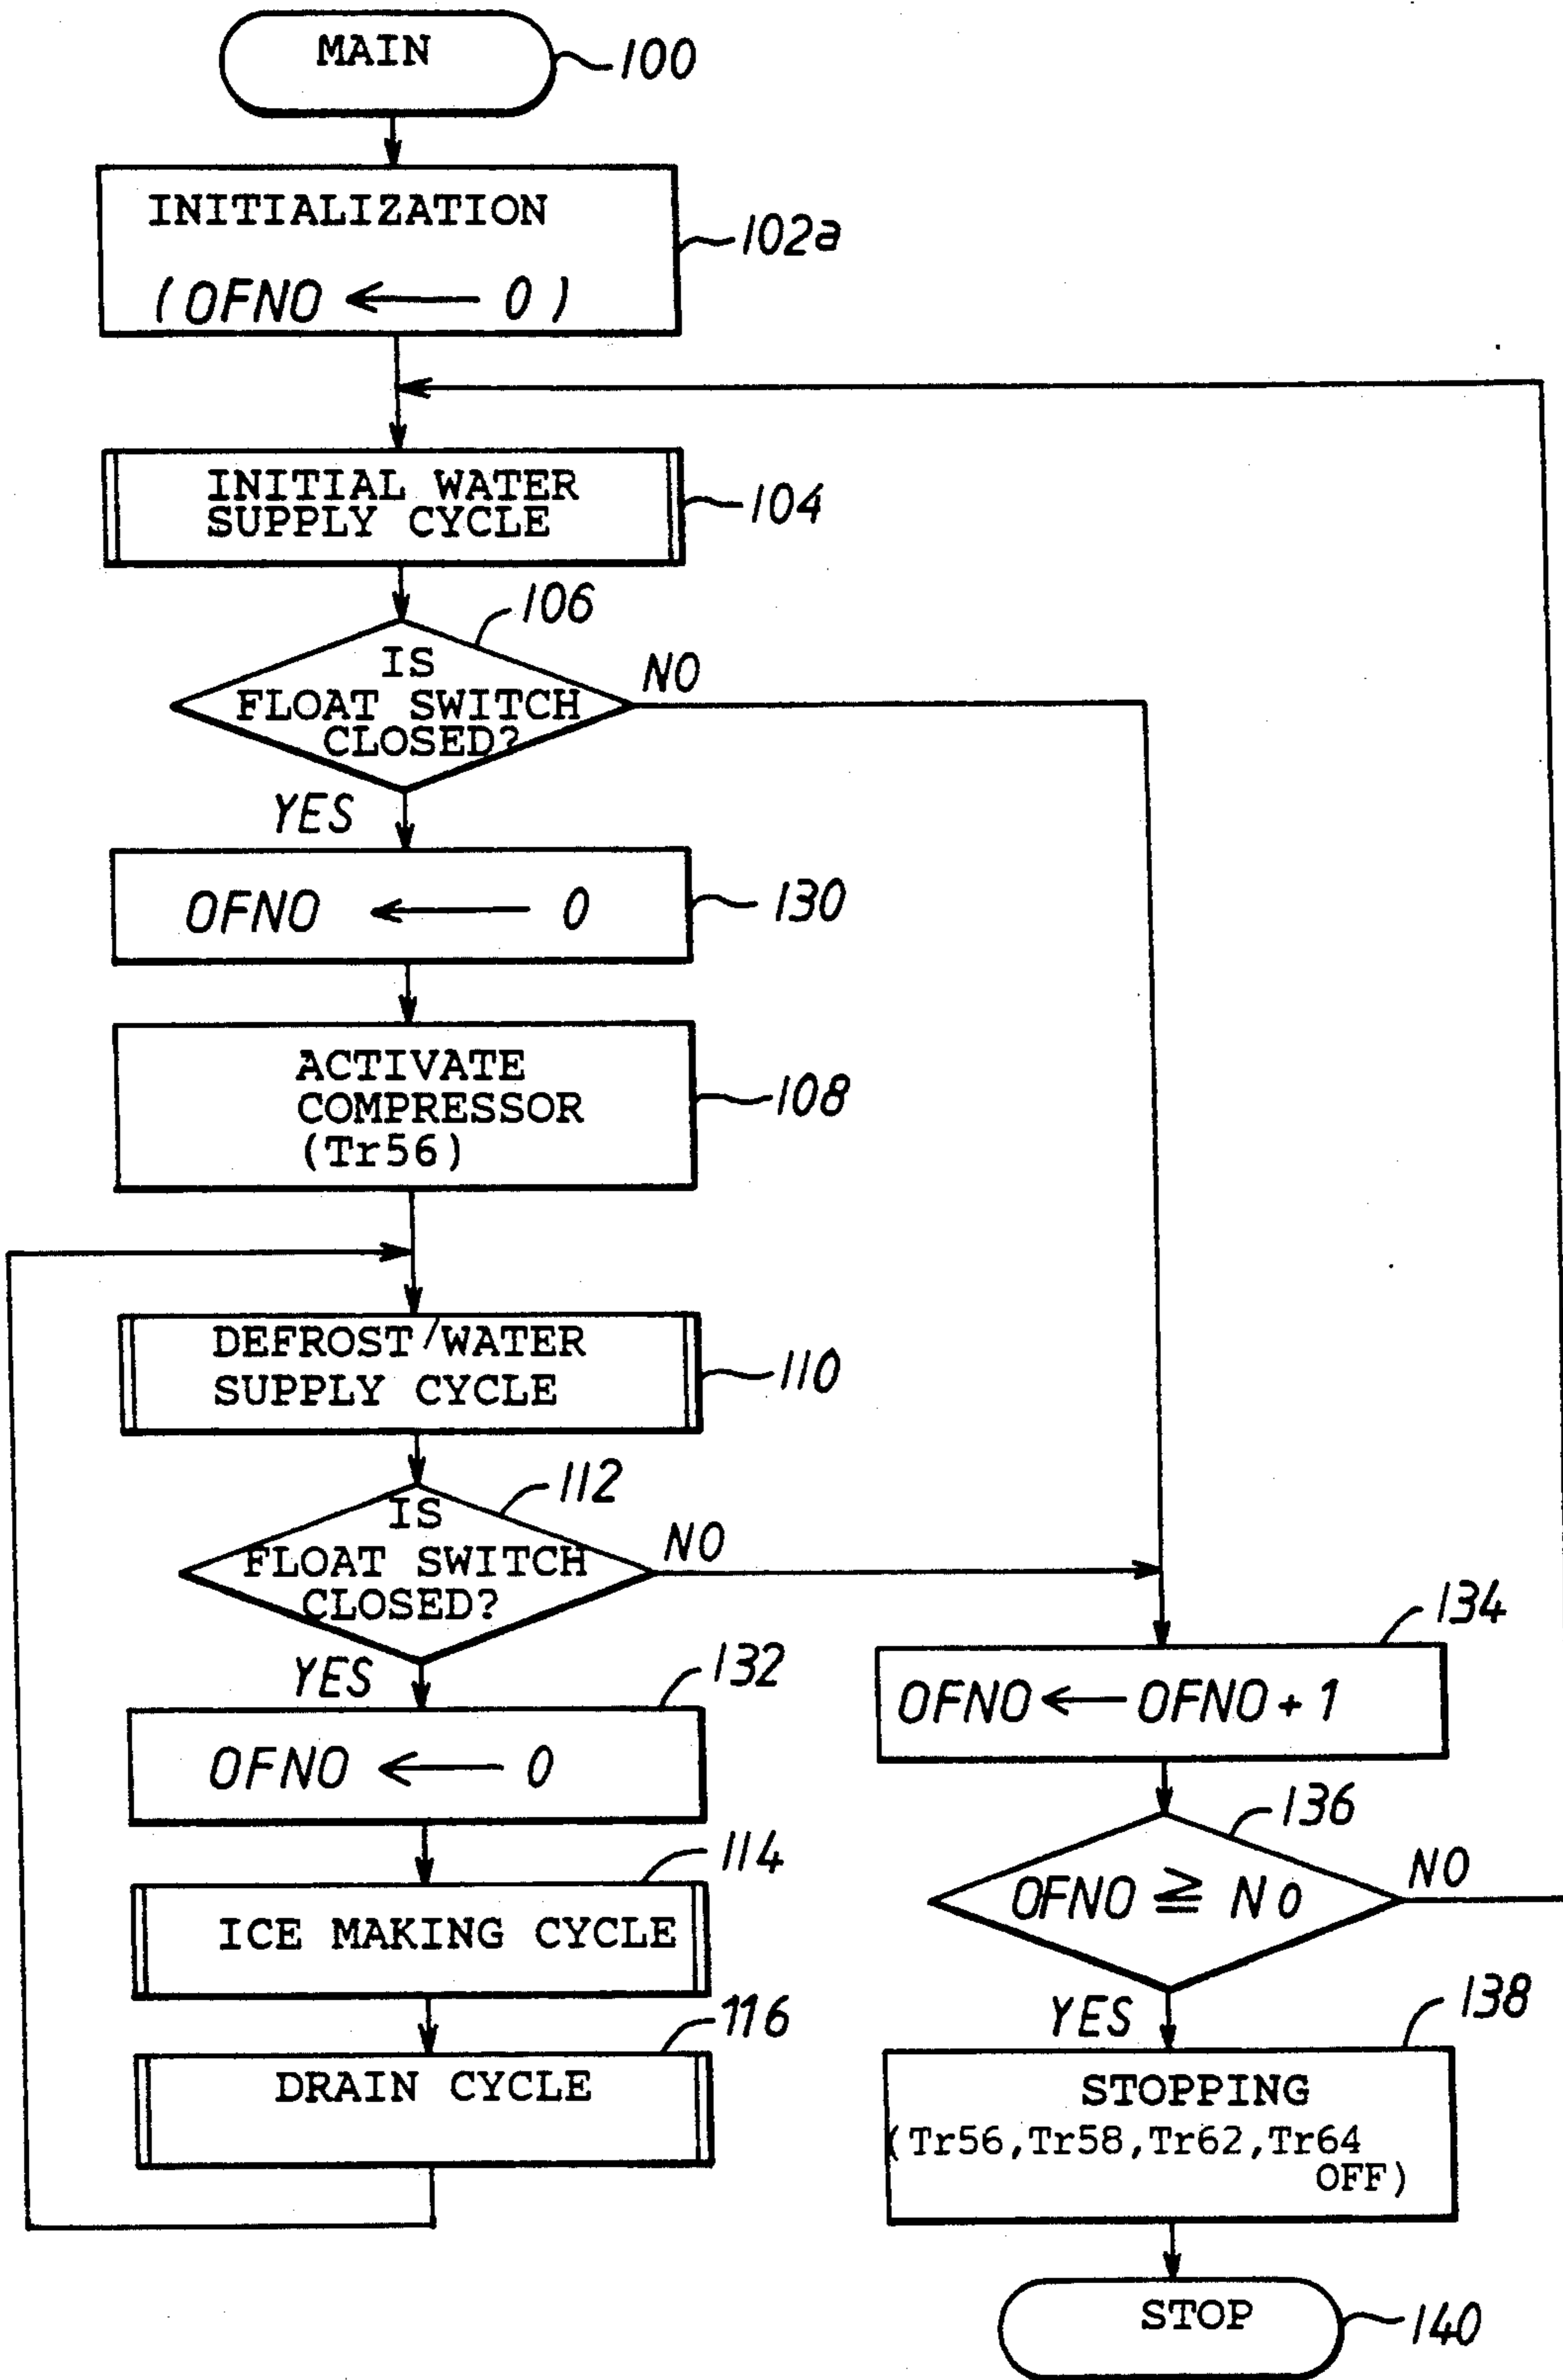 MAIN
100
INITIALIZATION
(OFNO ← 0)
102a
INITIAL WATER
SUPPLY CYCLE
104
106
IS
FLOAT SWITCH
CLOSED?
NO
YES
OFNO ← 0
130
ACTIVATE
COMPRESSOR
(Tr56)
108
DEFROST/WATER
SUPPLY CYCLE
110
112
IS
FLOAT SWITCH
CLOSED?
NO
YES
132
OFNO ← 0
114
ICE MAKING CYCLE
116
DRAIN CYCLE
134
OFNO ← OFNO + 1
136
OFNO ≧ No
NO
YES
138
STOPPING
(Tr56,Tr58,Tr62,Tr64
OFF)
STOP
140